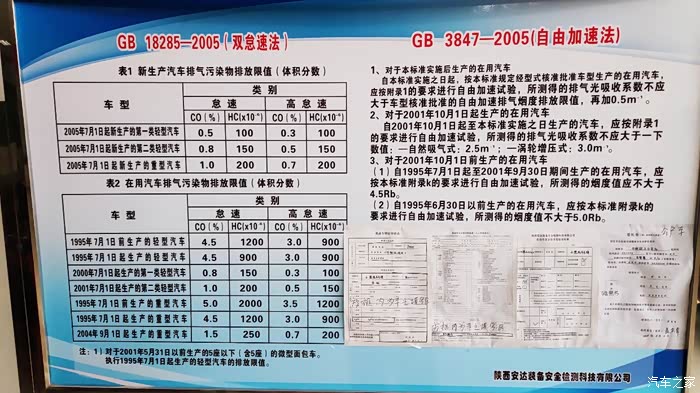 GB 18285—2005(双怠速法)
表1 新生产汽车排气污染物排放限值（体积分数）
车 型
类 别
怠 速
高 怠 速
CO(%) HC(x10⁻⁶) CO(%) HC(x10⁻⁶)
2005年7月1日起新生产的第一类轻型汽车 0.5 100 0.3 100
2005年7月1日起新生产的第二类轻型汽车 0.8 150 0.5 150
2005年7月1日起新生产的重型汽车 1.0 200 0.7 200
表2 在用汽车排气污染物排放限值（体积分数）
车 型
类 别
怠 速
高 怠 速
CO(%) HC(x10⁻⁶) CO(%) HC(x10⁻⁶)
1995年7月1日前生产的轻型汽车 4.5 1200 3.0 900
1995年7月1日起生产的轻型汽车 4.5 900 3.0 900
2000年7月1日起生产的第一类轻型汽车 0.8 150 0.3 100
2001年7月1日起生产的第二类轻型汽车 1.0 200 0.5 150
1995年7月1日前生产的重型汽车 5.0 2000 3.5 1200
1995年7月1日起生产的重型汽车 4.5 1200 3.0 900
2004年9月1日起生产的重型汽车 1.5 250 0.7 200
注：1）对于2001年5月31日以前生产的5座以下（含5座）的微型面包车，
执行1995年7月1日起生产的轻型汽车的排放限值。
GB 3847—2005(自由加速法)
1、对于本标准实施后生产的在用汽车
自本标准实施之日起，按本标准规定经型式核准批准车型生产的在用汽车，
应按附录1的要求进行自由加速试验，所测得的排气光吸收系数不应
大于车型核准批准的自由加速排气烟度排放限值，再加0.5m⁻¹。
2、对于2001年10月1日起生产的在用汽车
自2001年10月1日起至本标准实施之日生产的汽车，应按附录1
的要求进行自由加速试验，所测得的排气光吸收系数不应大于一下
数值：—自然吸气式：2.5m⁻¹；—涡轮增压式：3.0m⁻¹。
3、对于2001年10月1日前生产的在用汽车
（1）自1995年7月1日起至2001年9月30日期间生产的在用汽车，应
按本标准附录k的要求进行自由加速试验，所测得的烟度值应不大于
4.5Rb。
（2）自1995年6月30日以前生产的在用汽车，应按本标准附录k的
要求进行自由加速试验，所测得的烟度值不大于5.0Rb。
陕西安达装备安全检测科技有限公司
汽车之家